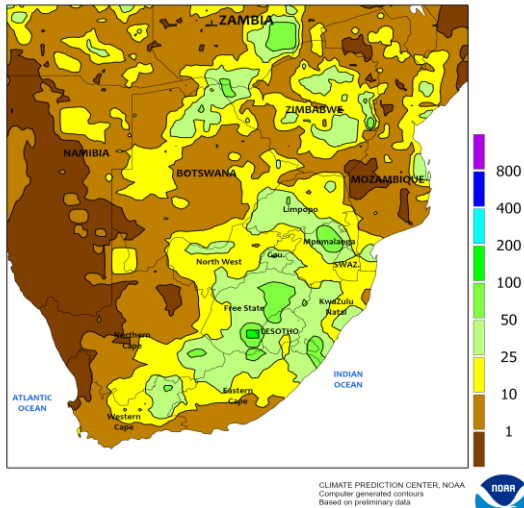 ZAMBIA
ZIMBABWE
NAMIBIA
BOTSWANA
MOZAMBIQUE
Limpopo
Mpumalanga
Gau.
North West
SWAZ.
Free State
KwaZulu
Natal
LESOTHO
Northern
Cape
Eastern
Cape
Western
Cape
ATLANTIC
OCEAN
INDIAN
OCEAN
800
400
200
100
50
25
10
1
CLIMATE PREDICTION CENTER, NOAA
Computer generated contours
Based on preliminary data
NOAA